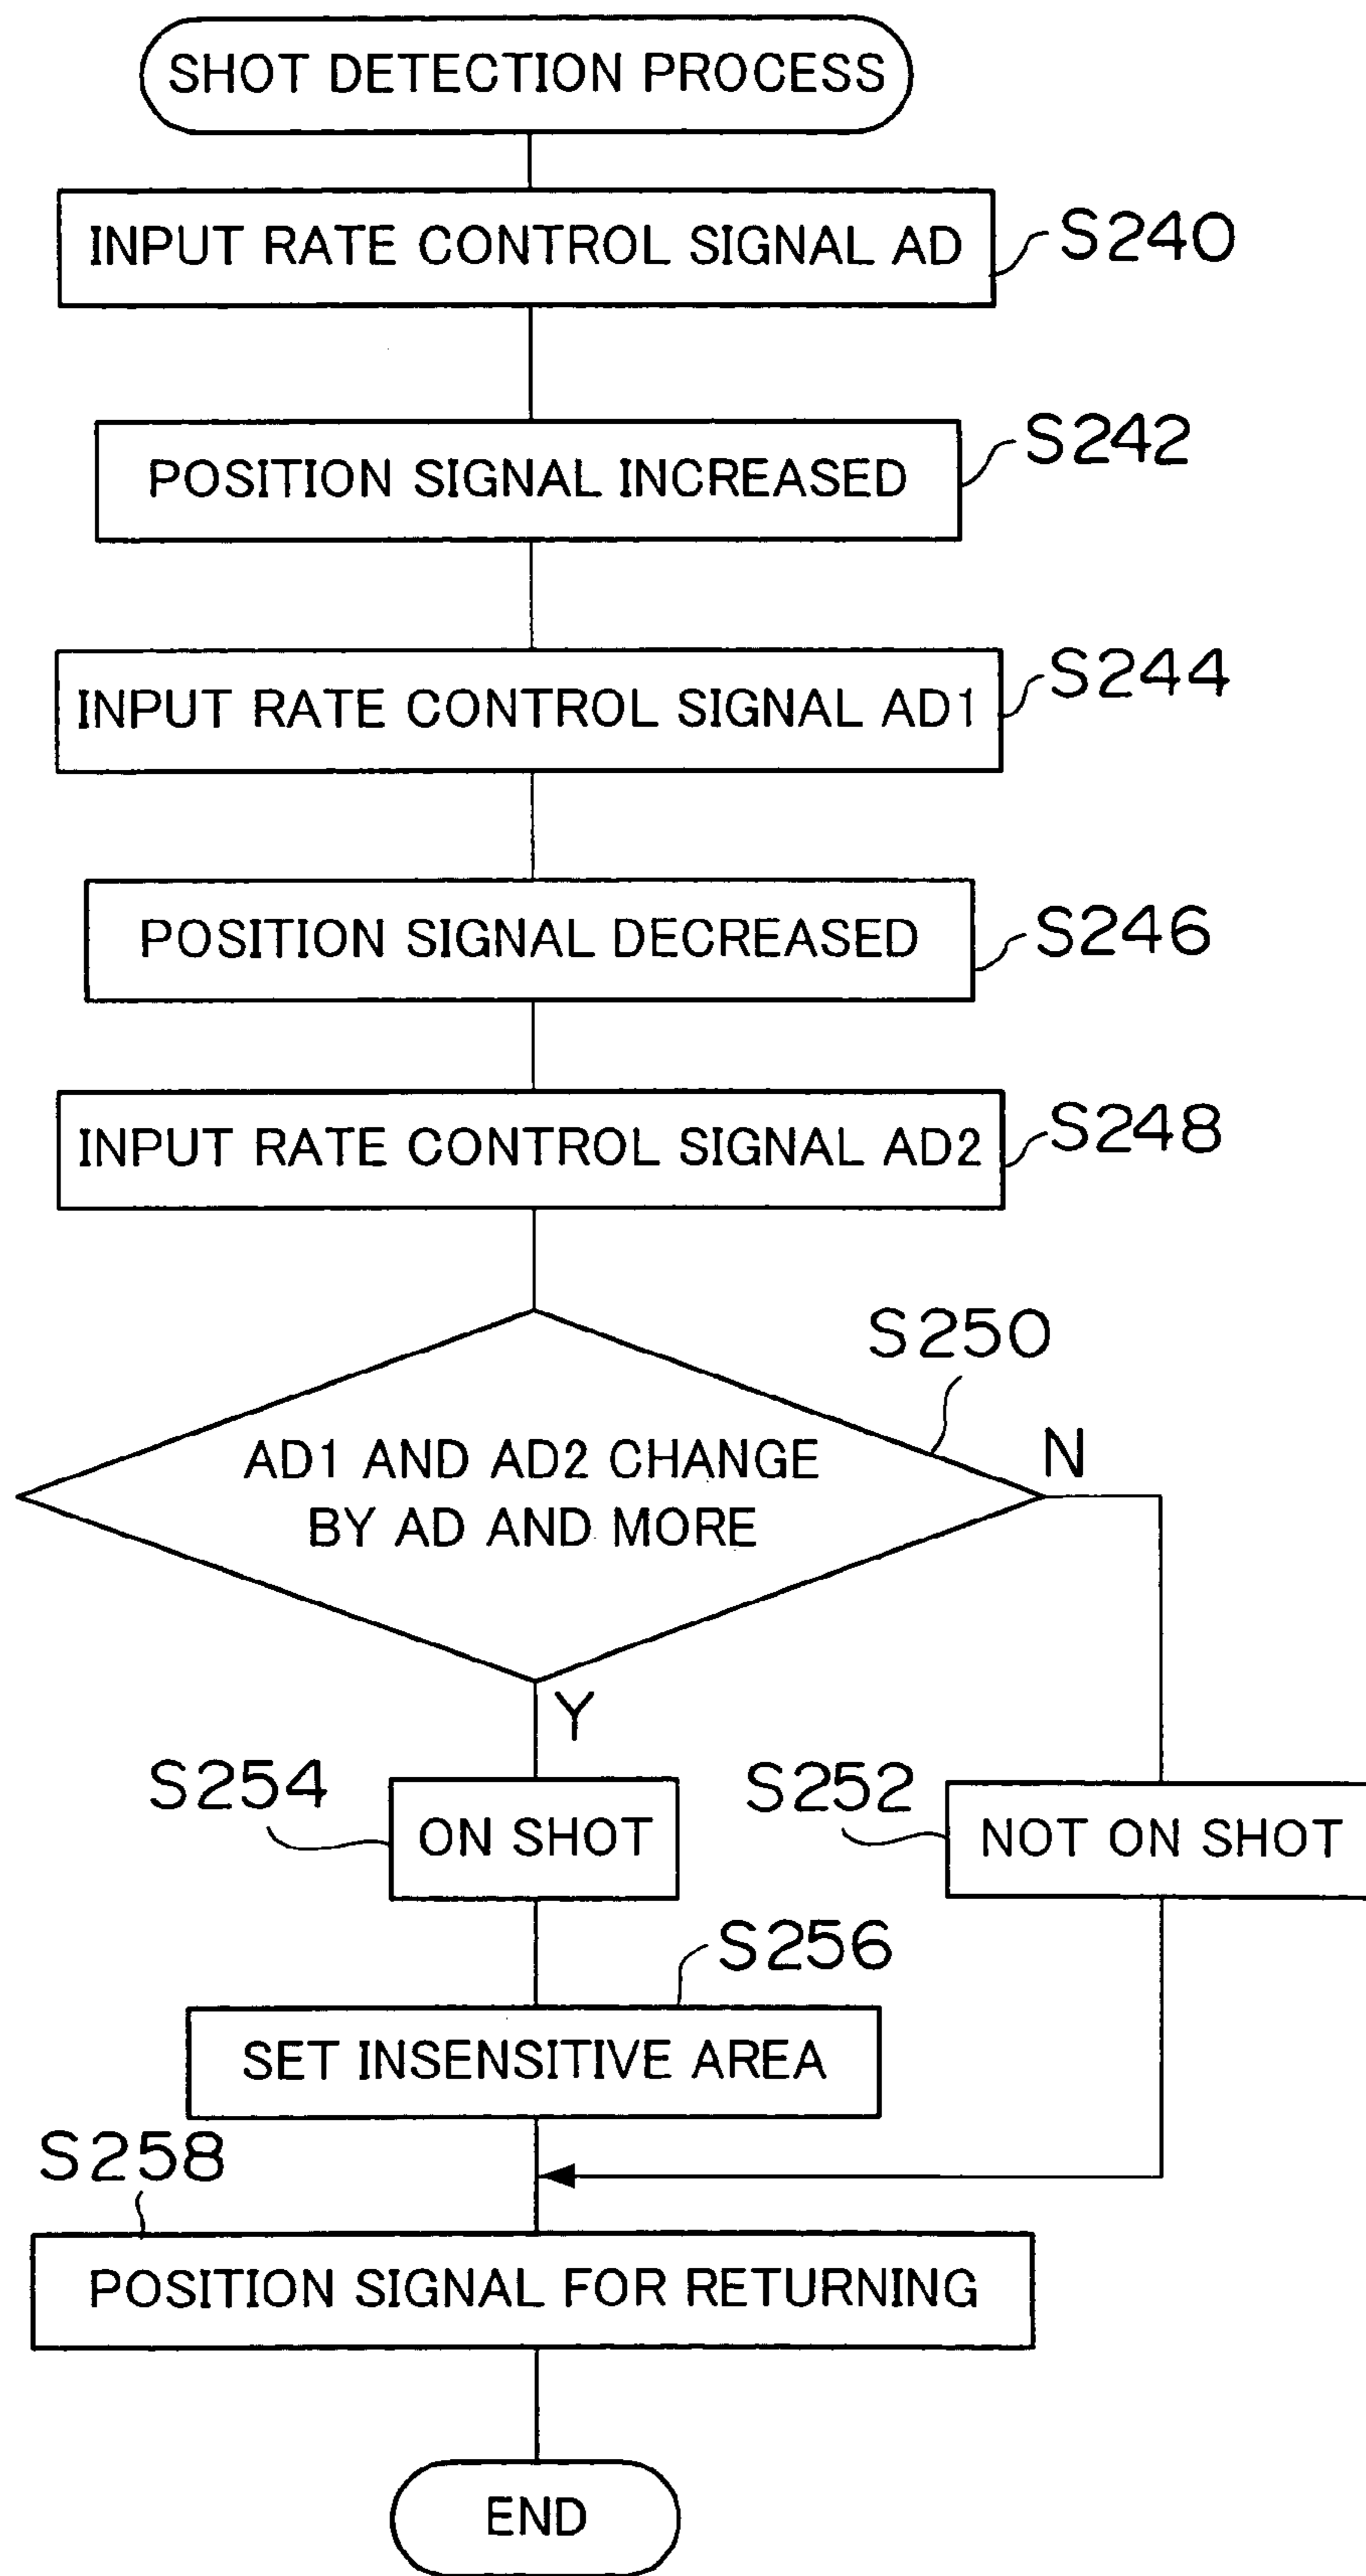 SHOT DETECTION PROCESS
INPUT RATE CONTROL SIGNAL AD
S240
POSITION SIGNAL INCREASED
S242
INPUT RATE CONTROL SIGNAL AD1
S244
POSITION SIGNAL DECREASED
S246
INPUT RATE CONTROL SIGNAL AD2
S248
S250
AD1 AND AD2 CHANGE
BY AD AND MORE
N
Y
S254
ON SHOT
S252
NOT ON SHOT
S256
SET INSENSITIVE AREA
S258
POSITION SIGNAL FOR RETURNING
END